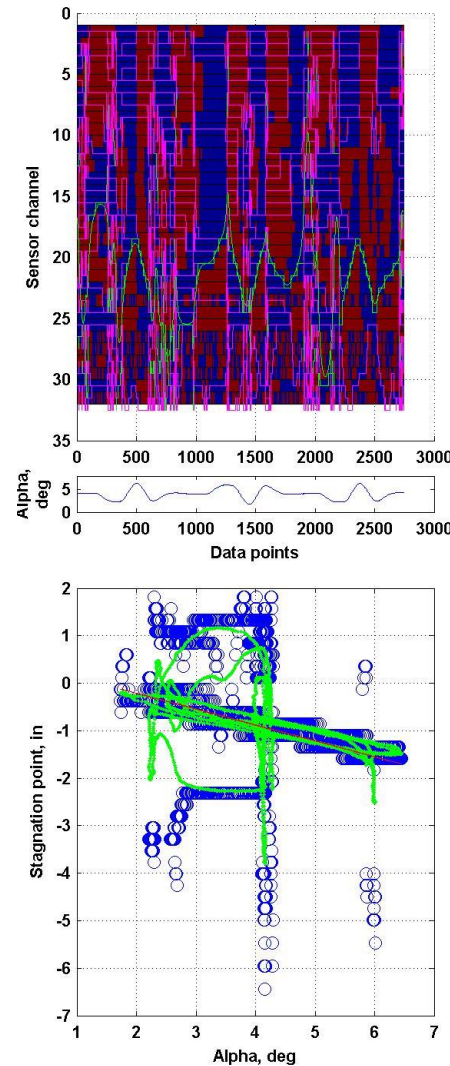 0
5
10
15
20
25
30
35
Sensor channel
0 500 1000 1500 2000 2500 3000
Alpha, deg
5
0
0 500 1000 1500 2000 2500 3000
Data points
2
1
0
-1
-2
-3
-4
-5
-6
-7
Stagnation point, in
1 2 3 4 5 6 7
Alpha, deg